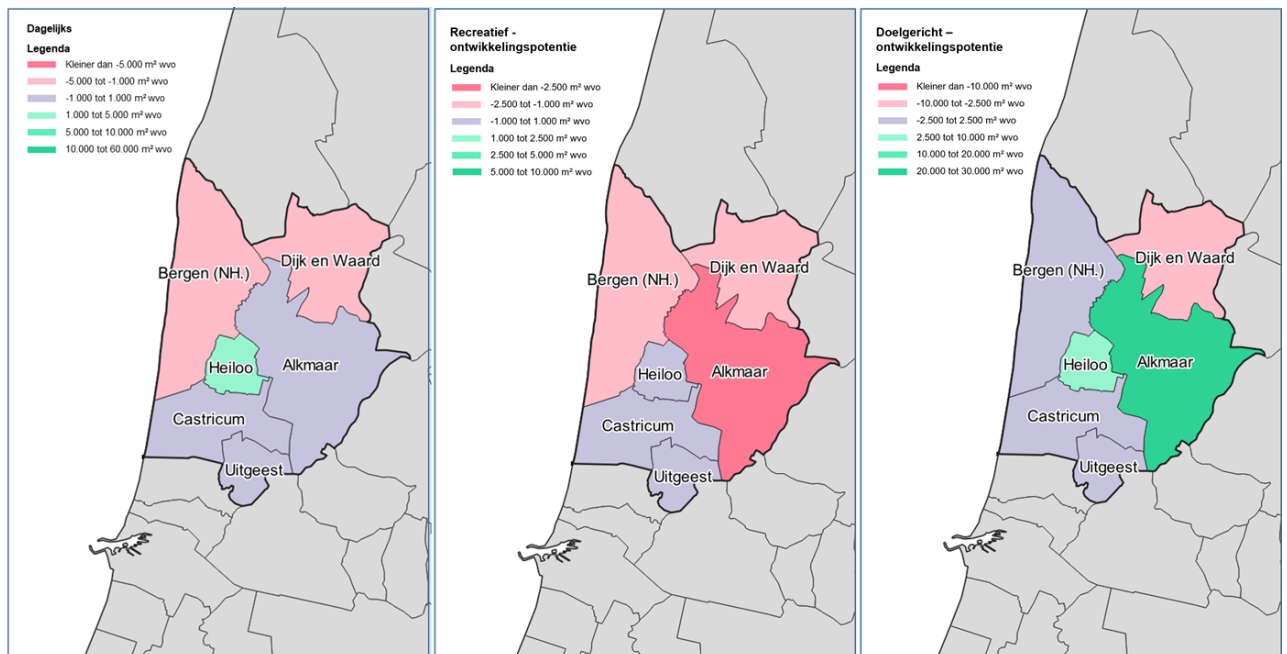 Dagelijks
Legenda
Kleiner dan -5.000 m² wvo
-5.000 tot -1.000 m² wvo
-1.000 tot 1.000 m² wvo
1.000 tot 5.000 m² wvo
5.000 tot 10.000 m² wvo
10.000 tot 60.000 m² wvo
Bergen (NH.)
Dijk en Waard
Heiloo
Alkmaar
Castricum
Uitgeest
Recreatief -
ontwikkelingspotentie
Legenda
Kleiner dan -2.500 m² wvo
-2.500 tot -1.000 m² wvo
-1.000 tot 1.000 m² wvo
1.000 tot 2.500 m² wvo
2.500 tot 5.000 m² wvo
5.000 tot 10.000 m² wvo
Bergen (NH.)
Dijk en Waard
Heiloo
Alkmaar
Castricum
Uitgeest
Doelgericht –
ontwikkelingspotentie
Legenda
Kleiner dan -10.000 m² wvo
-10.000 tot -2.500 m² wvo
-2.500 tot 2.500 m² wvo
2.500 tot 10.000 m² wvo
10.000 tot 20.000 m² wvo
20.000 tot 30.000 m² wvo
Bergen (NH.)
Dijk en Waard
Heiloo
Alkmaar
Castricum
Uitgeest